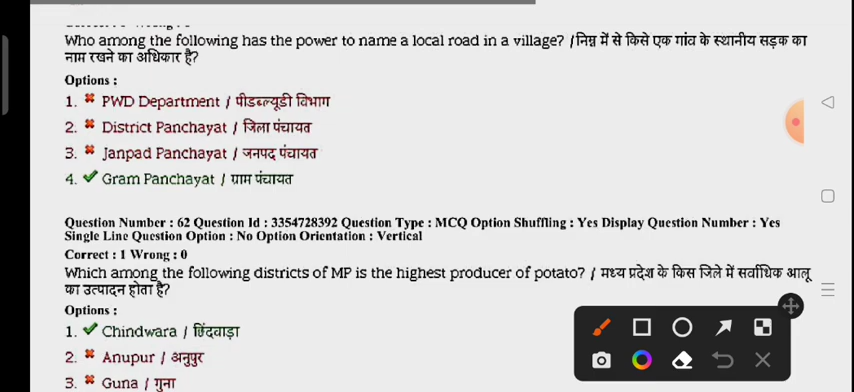 Who among the following has the power to name a local road in a village? /निम्न में से किसे एक गांव के स्थानीय सड़क का
नाम रखने का अधिकार है?
Options :
1. PWD Department / पीडब्ल्यूडी विभाग
2. District Panchayat / जिला पंचायत
3. Janpad Panchayat / जनपद पंचायत
4. Gram Panchayat / ग्राम पंचायत
Question Number : 62 Question Id : 3354728392 Question Type : MCQ Option Shuffling : Yes Display Question Number : Yes
Single Line Question Option : No Option Orientation : Vertical
Correct : 1 Wrong : 0
Which among the following districts of MP is the highest producer of potato? / मध्य प्रदेश के किस जिले में सर्वाधिक आलू
का उत्पादन होता है?
Options :
1. Chindwara / छिंदवाड़ा
2. Anupur / अनुपुर
3. Guna / गुना